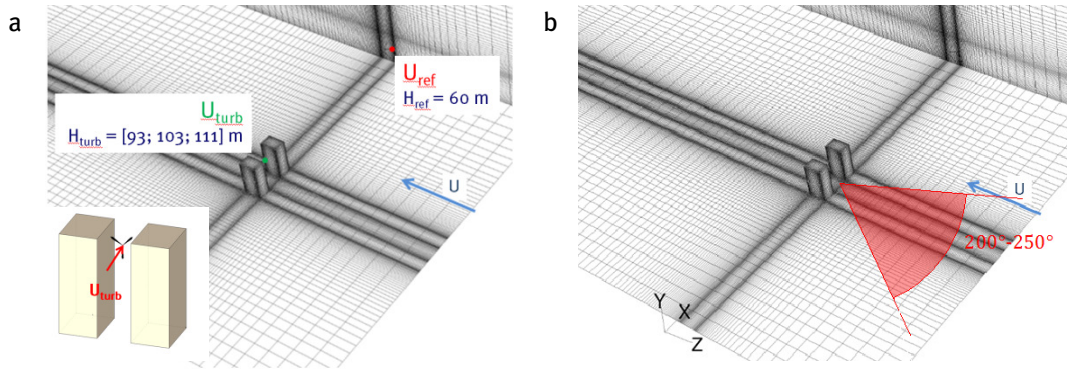 a
U_ref
H_ref = 60 m
U_turb
H_turb = [93; 103; 111] m
U
U_turb
b
U
200°-250°
Y
X
Z